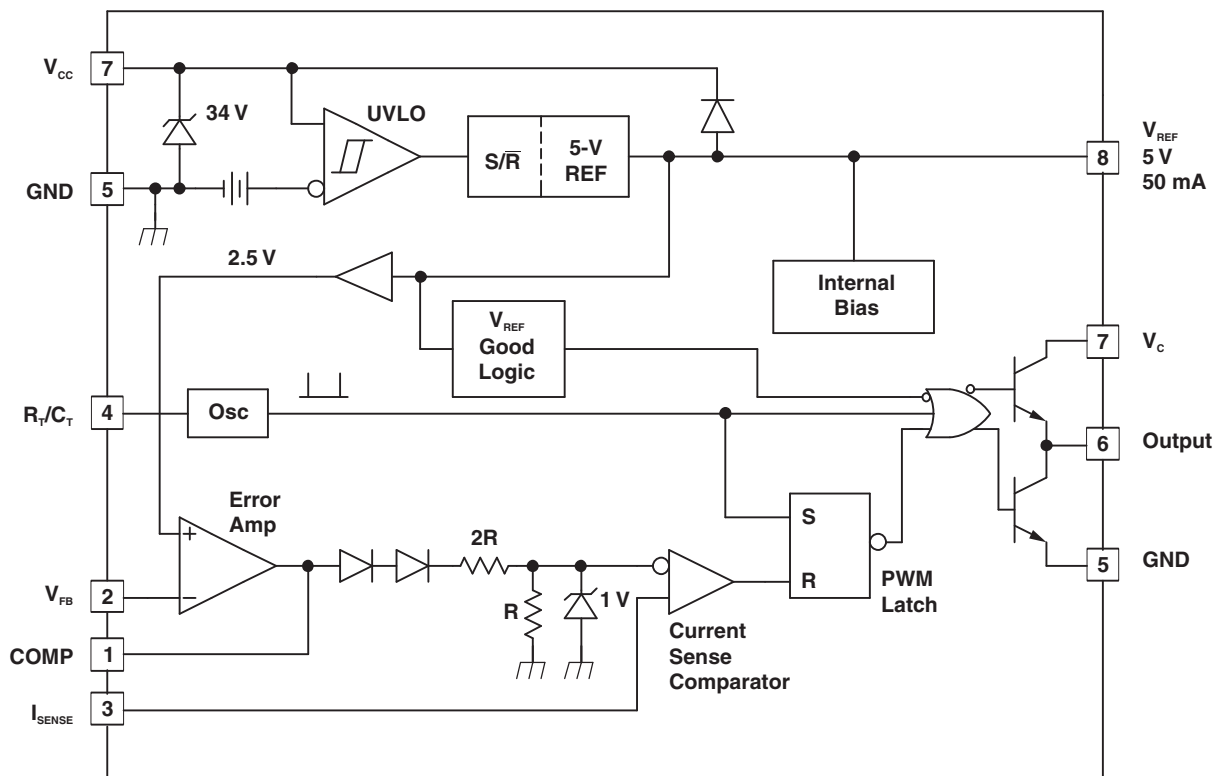 V_CC 7
34 V
UVLO
S/R̅
5-V
REF
8
V_REF
5 V
50 mA
GND 5
2.5 V
Internal
Bias
V_REF
Good
Logic
7 V_C
R_T/C_T 4
Osc
6 Output
Error
Amp
+
−
2R
S
R
PWM
Latch
5 GND
V_FB 2
R
1 V
COMP 1
Current
Sense
Comparator
I_SENSE 3